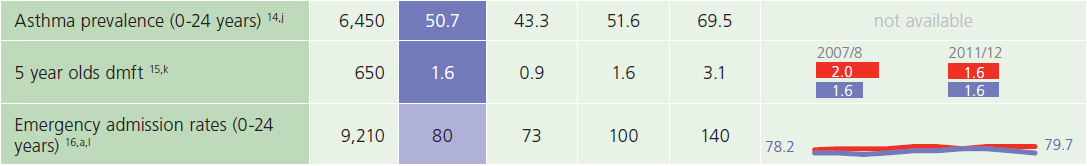 Asthma prevalence (0-24 years) 14,j 6,450 50.7 43.3 51.6 69.5 not available
2007/8 2011/12
5 year olds dmft 15,k 650 1.6 0.9 1.6 3.1 2.0 1.6
1.6 1.6
Emergency admission rates (0-24
years) 16,a,l 9,210 80 73 100 140 78.2 79.7